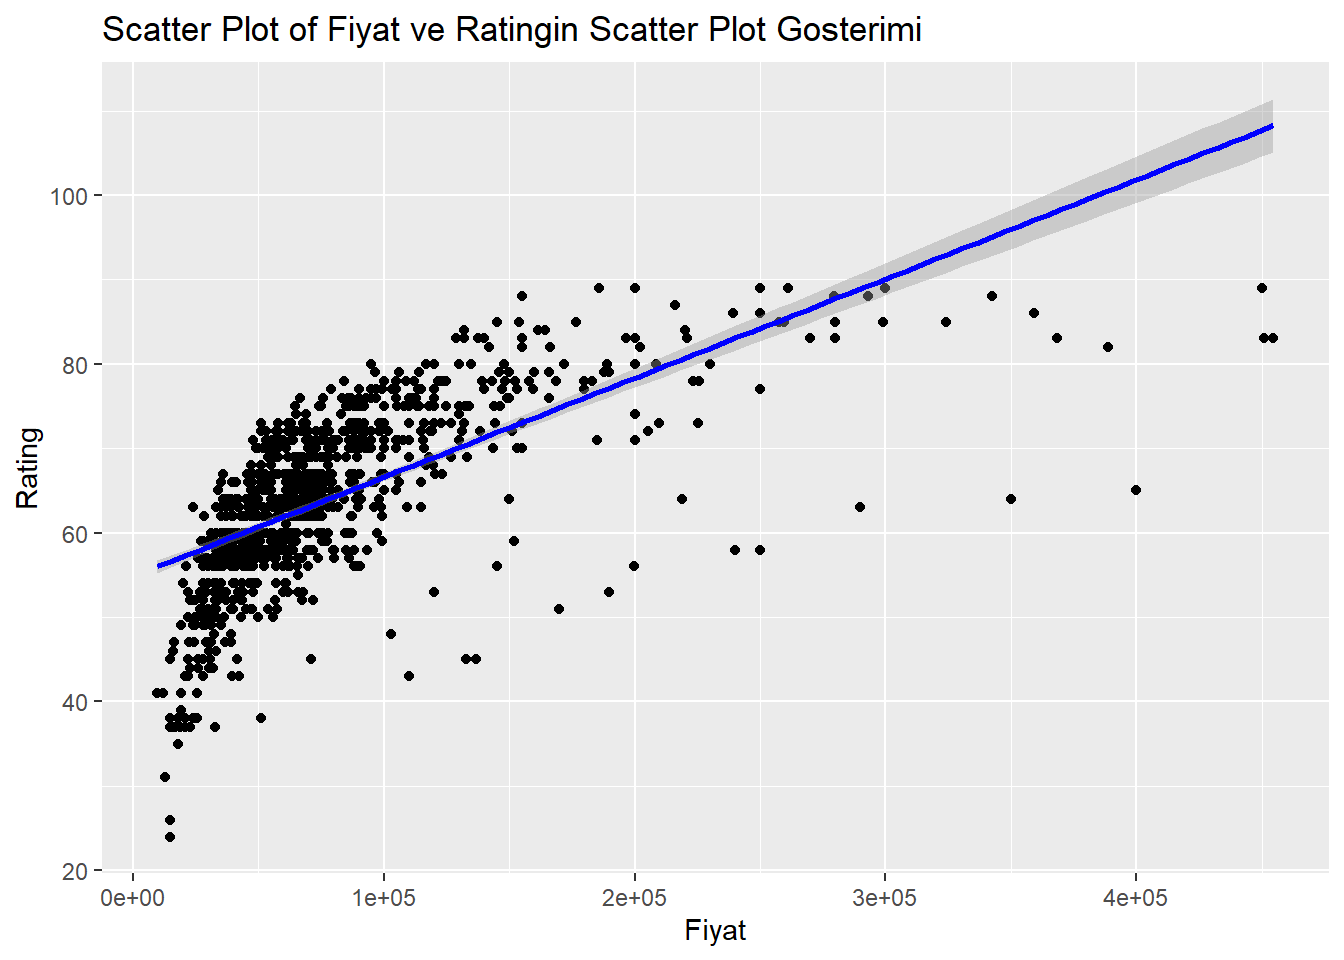 Scatter Plot of Fiyat ve Ratingin Scatter Plot Gosterimi
100
80
60
40
20
Rating
0e+00 1e+05 2e+05 3e+05 4e+05
Fiyat